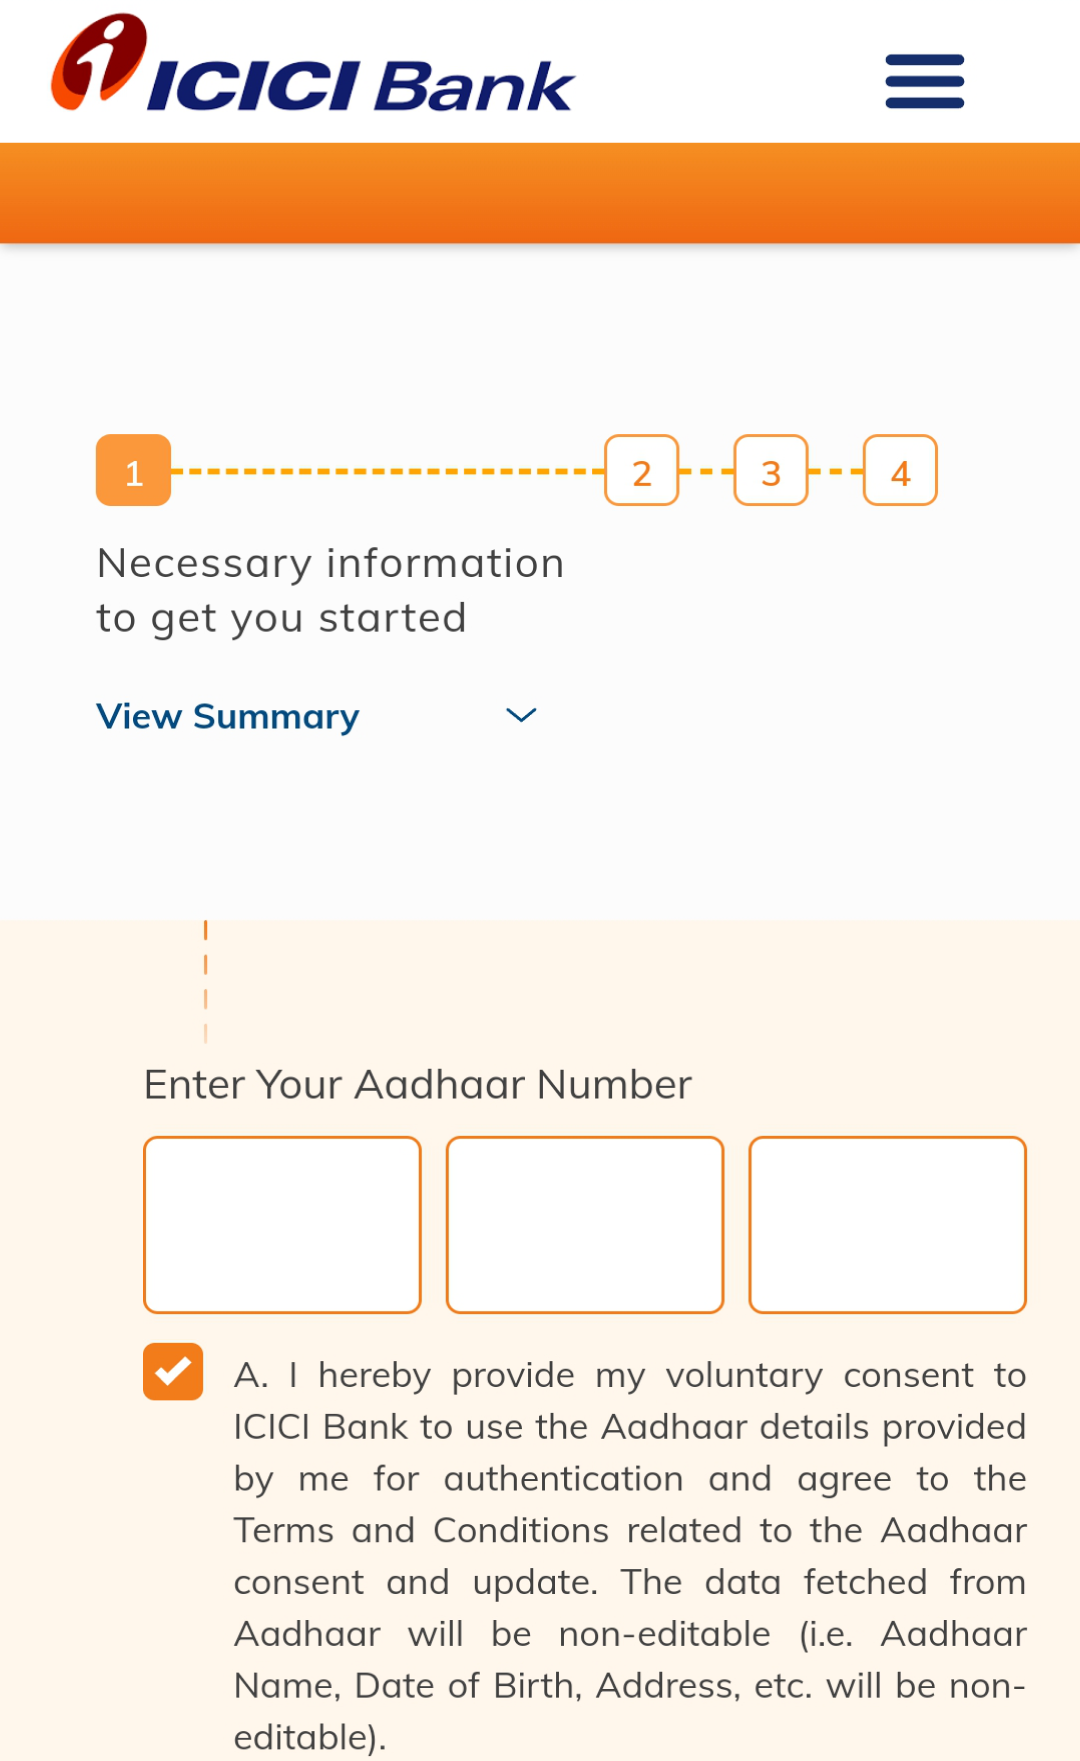 ICICI Bank
1 2 3 4
Necessary information
to get you started
View Summary
Enter Your Aadhaar Number
A. I hereby provide my voluntary consent to
ICICI Bank to use the Aadhaar details provided
by me for authentication and agree to the
Terms and Conditions related to the Aadhaar
consent and update. The data fetched from
Aadhaar will be non-editable (i.e. Aadhaar
Name, Date of Birth, Address, etc. will be non-
editable).